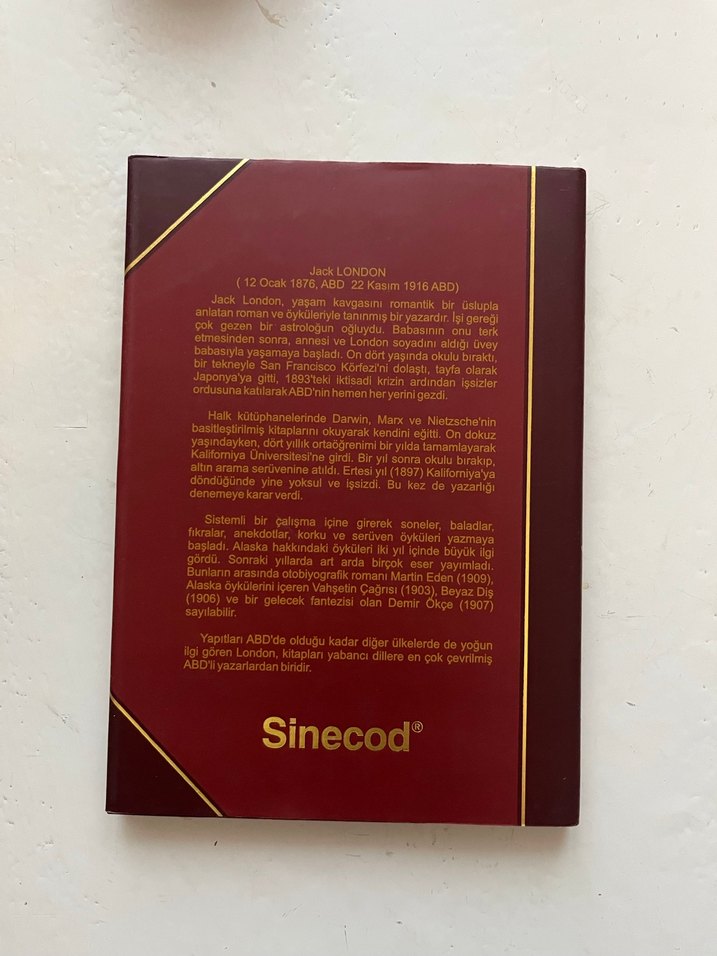 Jack LONDON
( 12 Ocak 1876, ABD  22 Kasım 1916 ABD)
Jack London, yaşam kavgasını romantik bir üslupla
anlatan roman ve öyküleriyle tanınmış bir yazardır. İşi gereği
çok gezen bir astroloğun oğluydu. Babasının onu terk
etmesinden sonra, annesi ve London soyadını aldığı üvey
babasıyla yaşamaya başladı. On dört yaşında okulu bıraktı,
bir tekneyle San Francisco Körfezi'ni dolaştı, tayfa olarak
Japonya'ya gitti, 1893'teki iktisadi krizin ardından işsizler
ordusuna katılarak ABD'nin hemen her yerini gezdi.
Halk kütüphanelerinde Darwin, Marx ve Nietzsche'nin
basitleştirilmiş kitaplarını okuyarak kendini eğitti. On dokuz
yaşındayken, dört yıllık ortaöğrenimi bir yılda tamamlayarak
Kaliforniya Üniversitesi'ne girdi. Bir yıl sonra okulu bırakıp,
altın arama serüvenine atıldı. Ertesi yıl (1897) Kaliforniya'ya
döndüğünde yine yoksul ve işsizdi. Bu kez de yazarlığı
denemeye karar verdi.
Sistemli bir çalışma içine girerek soneler, baladlar,
fıkralar, anekdotlar, korku ve serüven öyküleri yazmaya
başladı. Alaska hakkındaki öyküleri iki yıl içinde büyük ilgi
gördü. Sonraki yıllarda art arda birçok eser yayımladı.
Bunların arasında otobiyografik romanı Martin Eden (1909),
Alaska öykülerini içeren Vahşetin Çağrısı (1903), Beyaz Diş
(1906) ve bir gelecek fantezisi olan Demir Ökçe (1907)
sayılabilir.
Yapıtları ABD'de olduğu kadar diğer ülkelerde de yoğun
ilgi gören London, kitapları yabancı dillere en çok çevrilmiş
ABD'li yazarlardan biridir.
Sinecod®